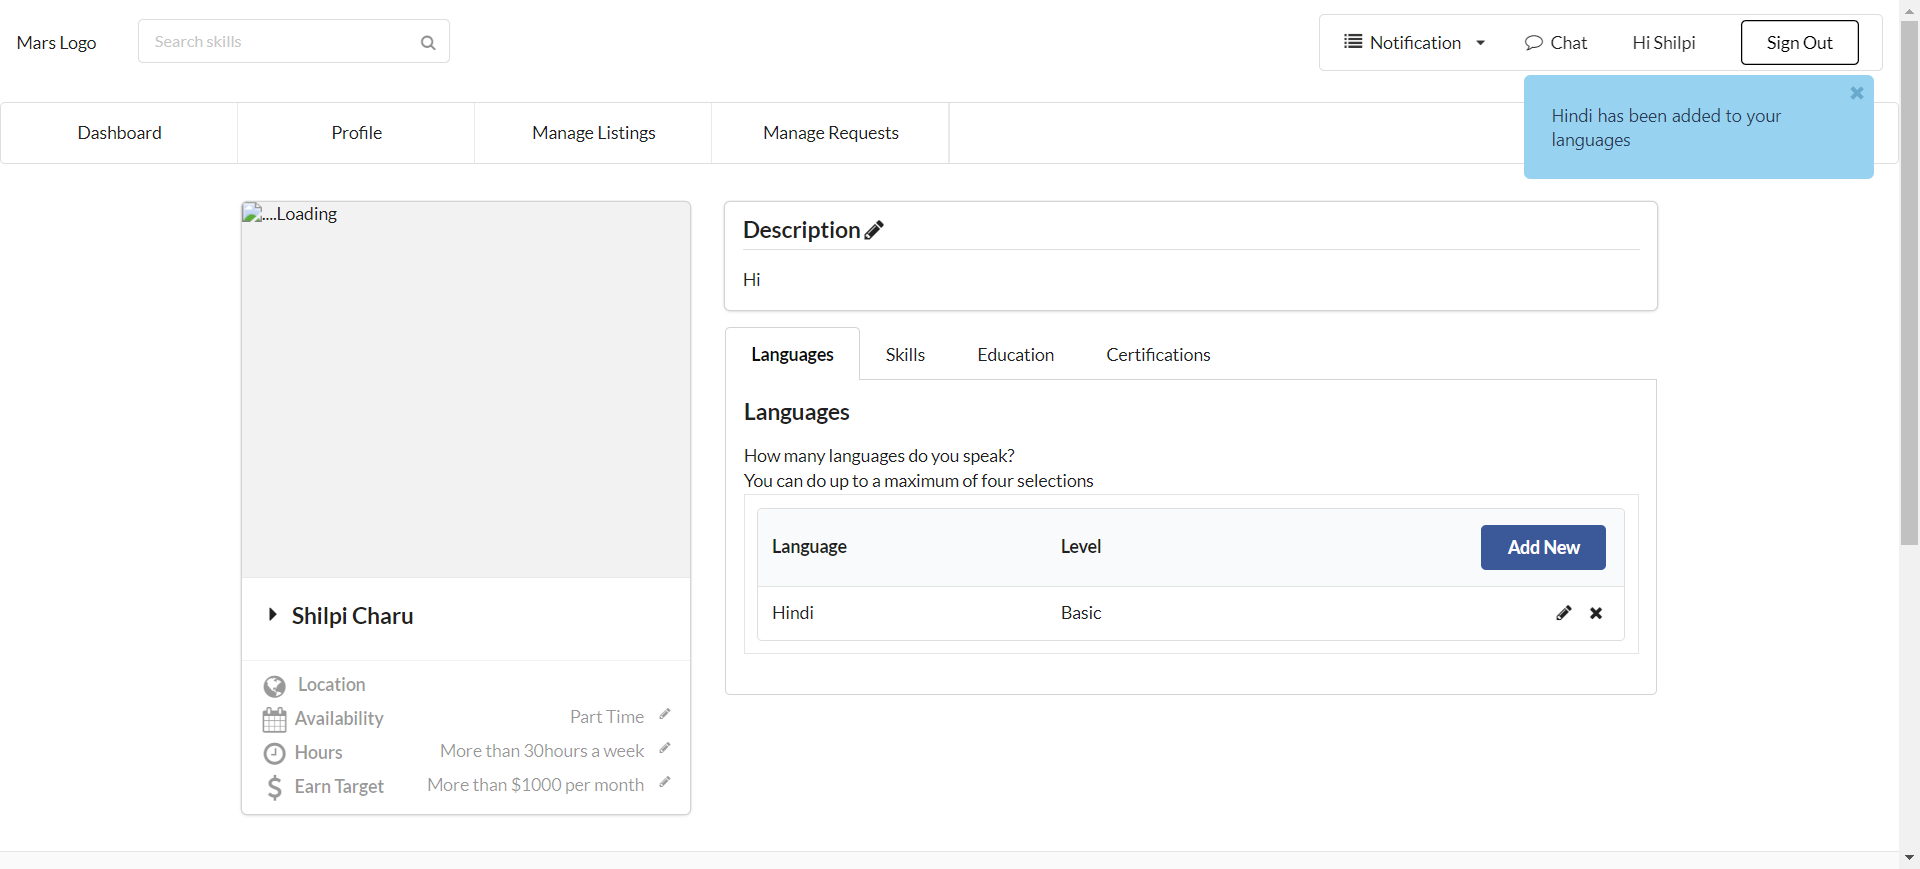 Mars Logo
Search skills
Notification
Chat
Hi Shilpi
Sign Out
Hindi has been added to your
languages
Dashboard
Profile
Manage Listings
Manage Requests
....Loading
Shilpi Charu
Location
Availability
Part Time
Hours
More than 30hours a week
Earn Target
More than $1000 per month
Description
Hi
Languages
Skills
Education
Certifications
Languages
How many languages do you speak?
You can do up to a maximum of four selections
Language
Level
Add New
Hindi
Basic